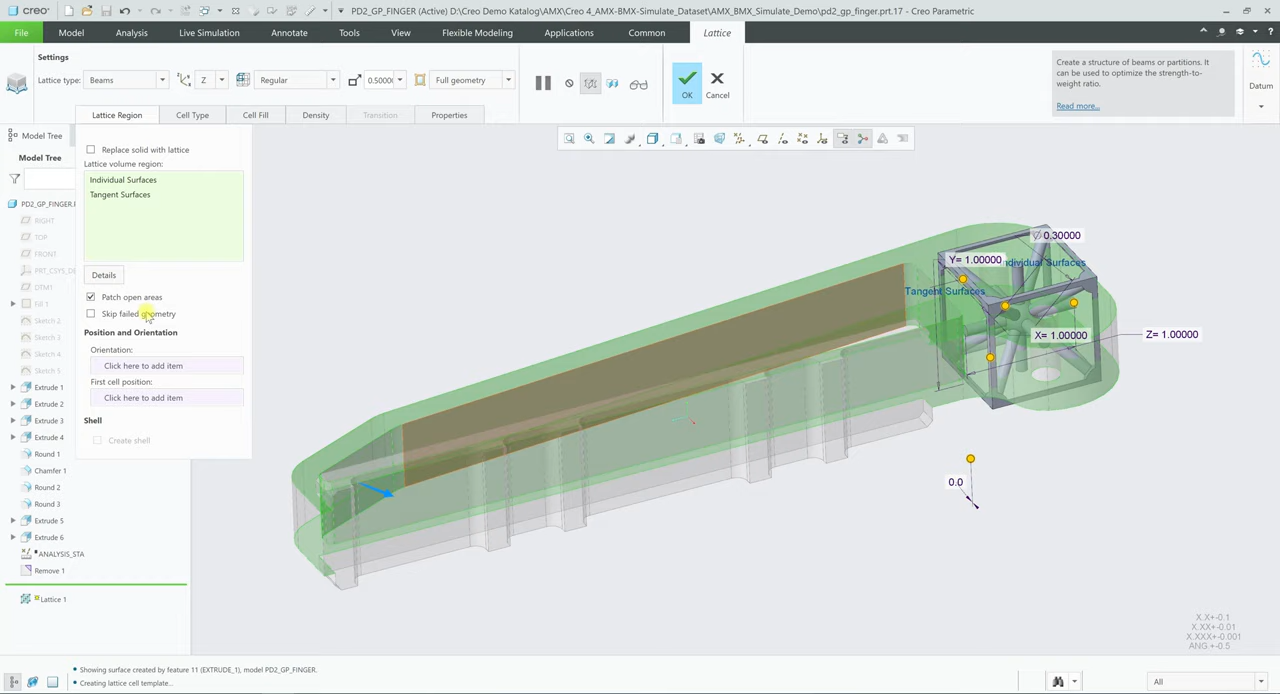 creo
PD2_GP_FINGER (Active) D:\Creo Demo Katalog\AMX\Creo 4_AMX-BMX-Simulate_Dataset\AMX_BMX_Simulate_Demo\pd2_gp_finger.prt.17 - Creo Parametric
File Model Analysis Live Simulation Annotate Tools View Flexible Modeling Applications Common Lattice
Settings
Lattice type: Beams Z Regular 0.5000 Full geometry OK Cancel
Create a structure of beams or partitions. It can be used to optimize the strength-to-weight ratio.
Read more...
Datum
Lattice Region Cell Type Cell Fill Density Transition Properties
Model Tree
Model Tree
PD2_GP_FINGER.
RIGHT
TOP
FRONT
PRT_CSYS_DE
DTM1
Fill 1
Sketch 2
Sketch 3
Sketch 4
Sketch 5
Extrude 1
Extrude 2
Extrude 3
Extrude 4
Round 1
Chamfer 1
Round 2
Round 3
Extrude 5
Extrude 6
ANALYSIS_STA
Remove 1
Lattice 1
Replace solid with lattice
Lattice volume region:
Individual Surfaces
Tangent Surfaces
Details
Patch open areas
Skip failed geometry
Position and Orientation
Orientation:
Click here to add item
First cell position:
Click here to add item
Shell
Create shell
Ø 0.30000
Y= 1.00000
Individual Surfaces
Tangent Surfaces
X= 1.00000
Z= 1.00000
0.0
X.X+-0.1
X.XX+-0.01
X.XXX+-0.001
ANG.+-0.5
Showing surface created by feature 11 (EXTRUDE_1), model PD2_GP_FINGER.
Creating lattice cell template...
All